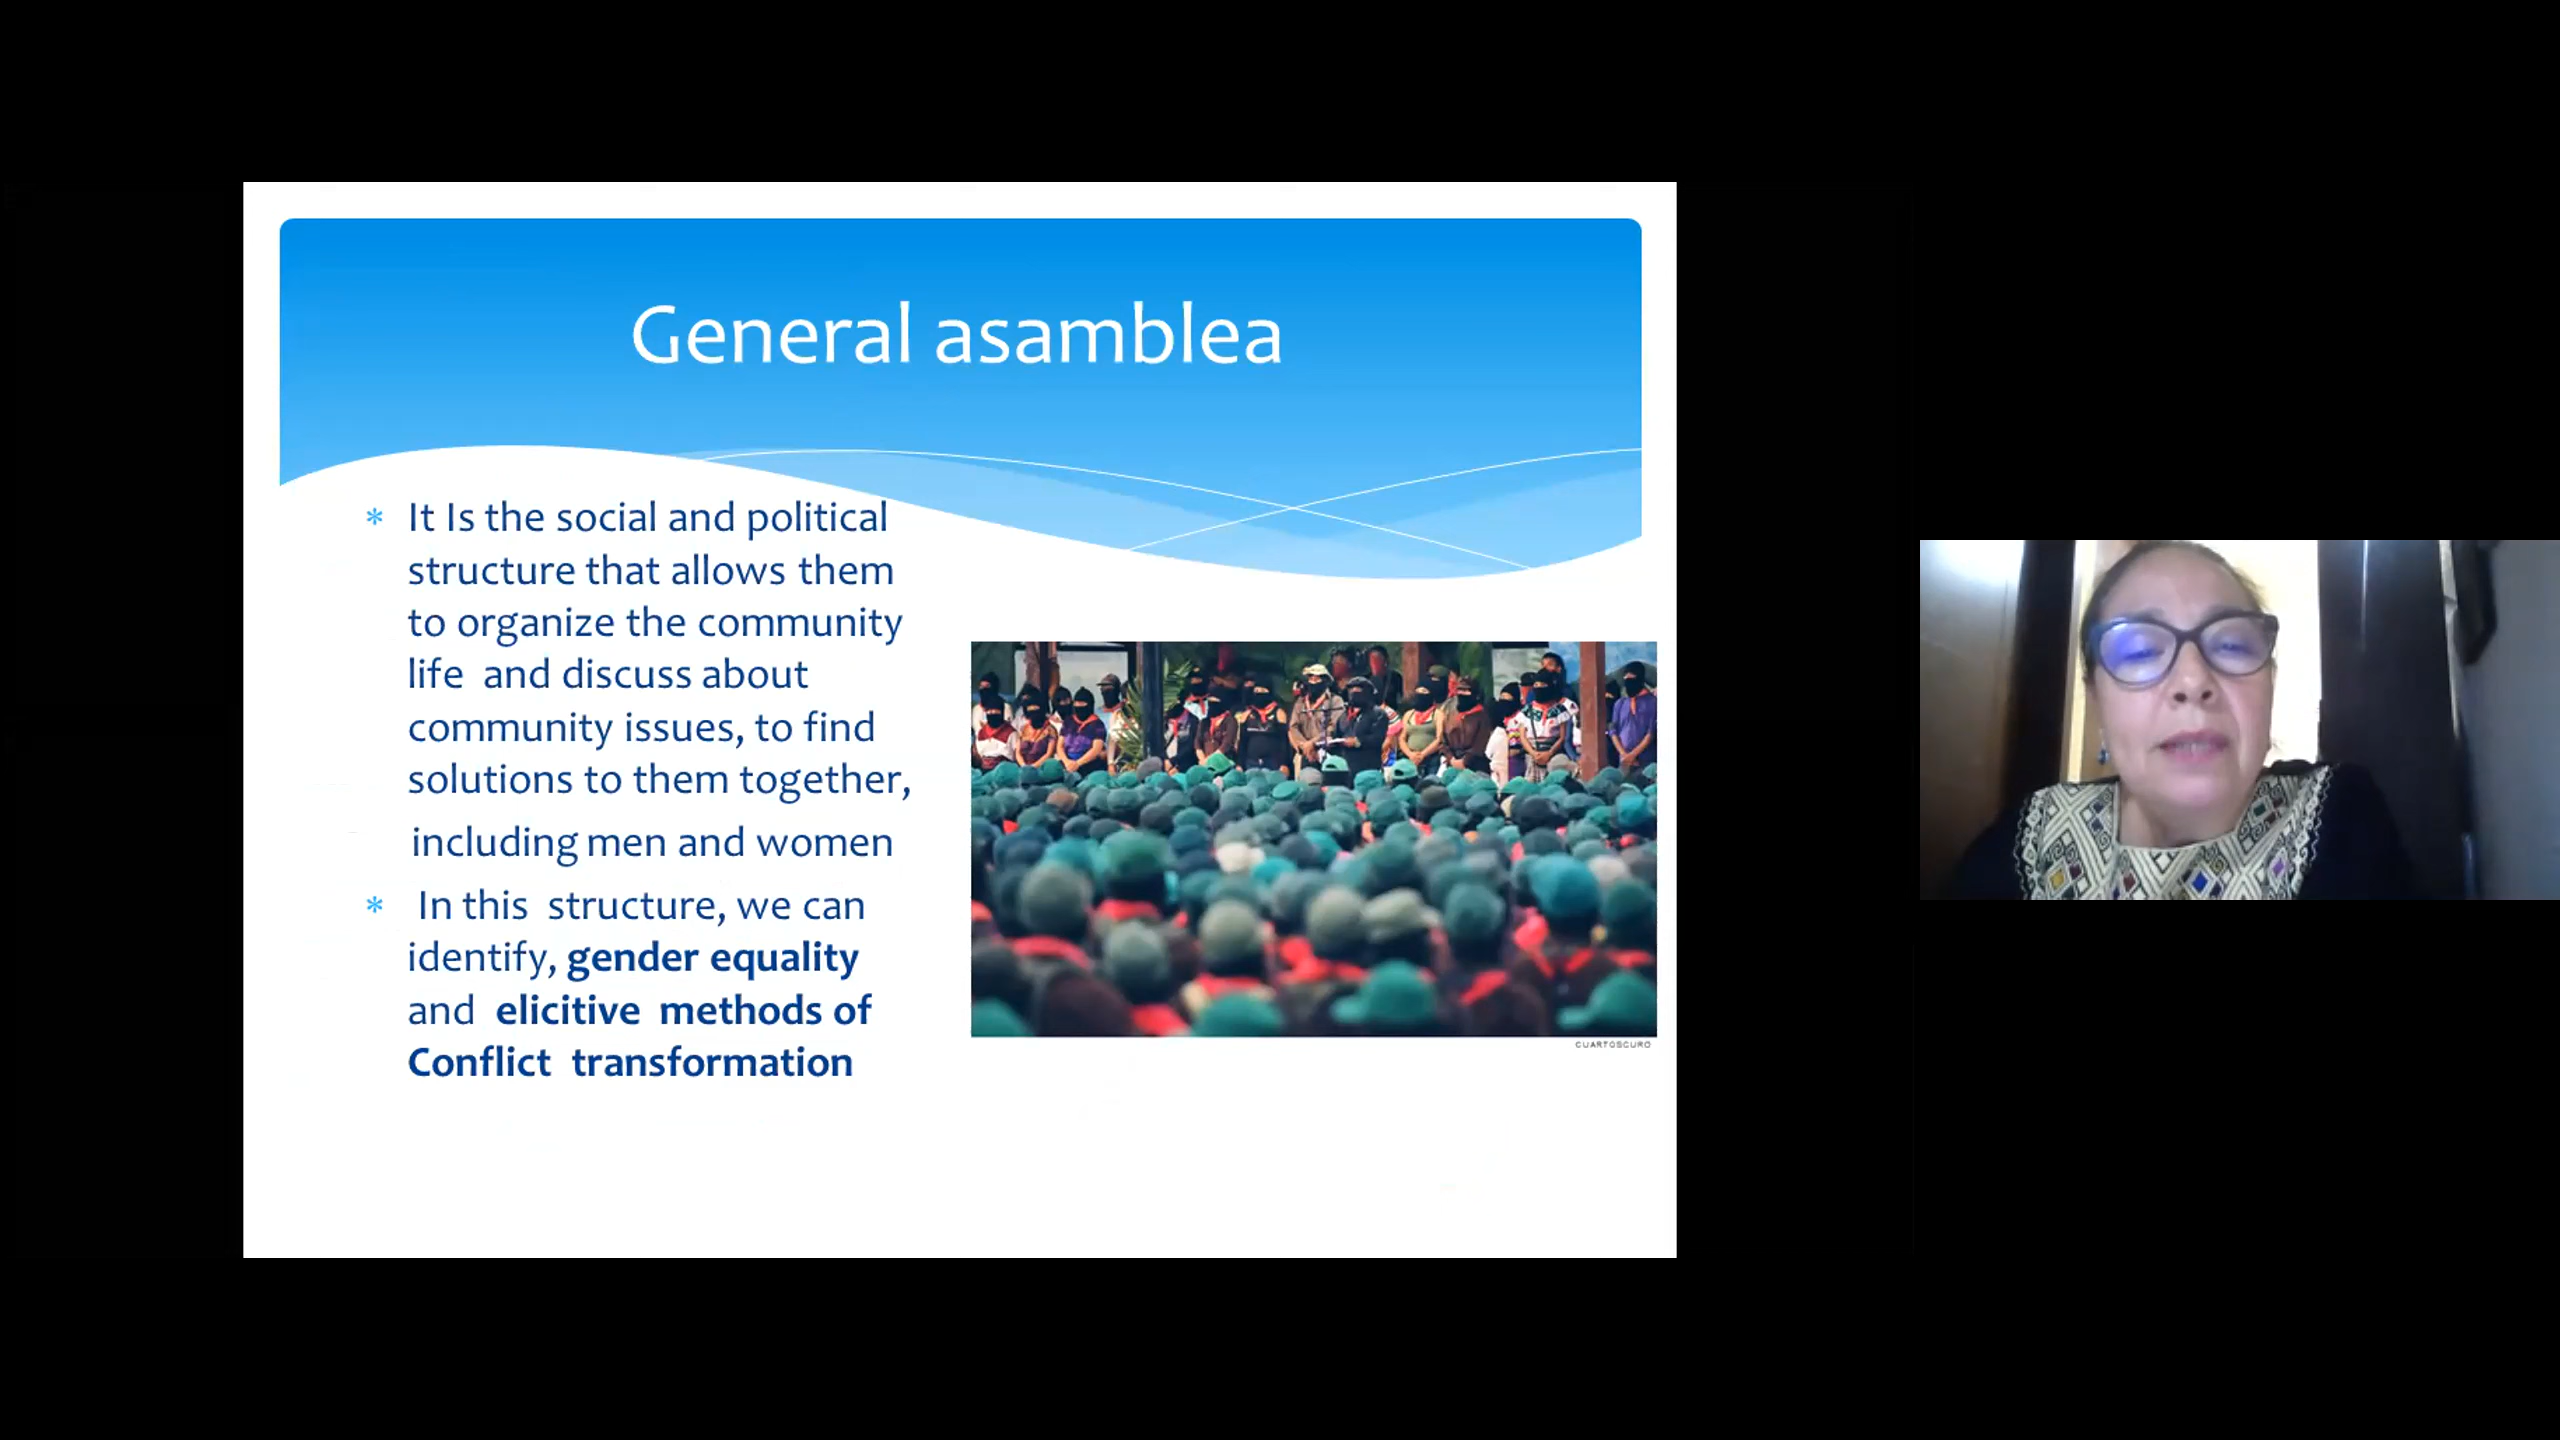 General asamblea
* It Is the social and political
structure that allows them
to organize the community
life and discuss about
community issues, to find
solutions to them together,
including men and women
* In this structure, we can
identify, gender equality
and elicitive methods of
Conflict transformation
CUARTOSCURO